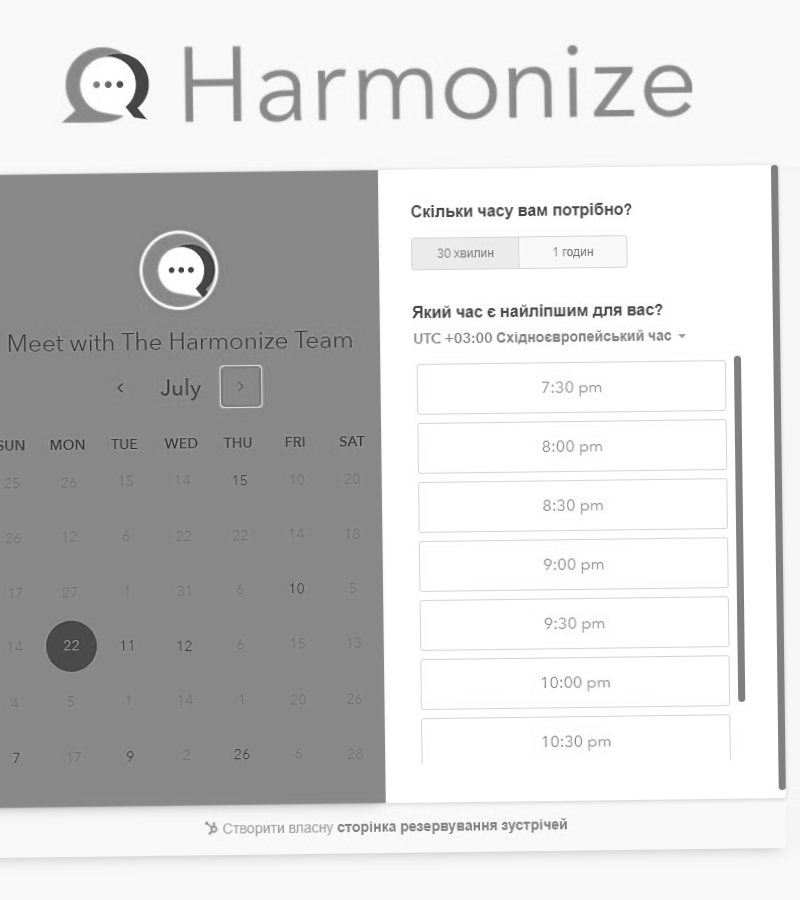 Harmonize
Meet with The Harmonize Team
July
SUN MON TUE WED THU FRI SAT
25 26 15 14 15 10 20
26 12 6 22 22 14 18
17 27 1 31 6 10 5
14 22 11 12 6 15 13
4 5 1 14 1 20 26
7 17 9 2 26 6 28
Скільки часу вам потрібно?
30 хвилин 1 годин
Який час є найліпшим для вас?
UTC +03:00 Східноєвропейський час
7:30 pm
8:00 pm
8:30 pm
9:00 pm
9:30 pm
10:00 pm
10:30 pm
Створити власну сторінка резервування зустрічей